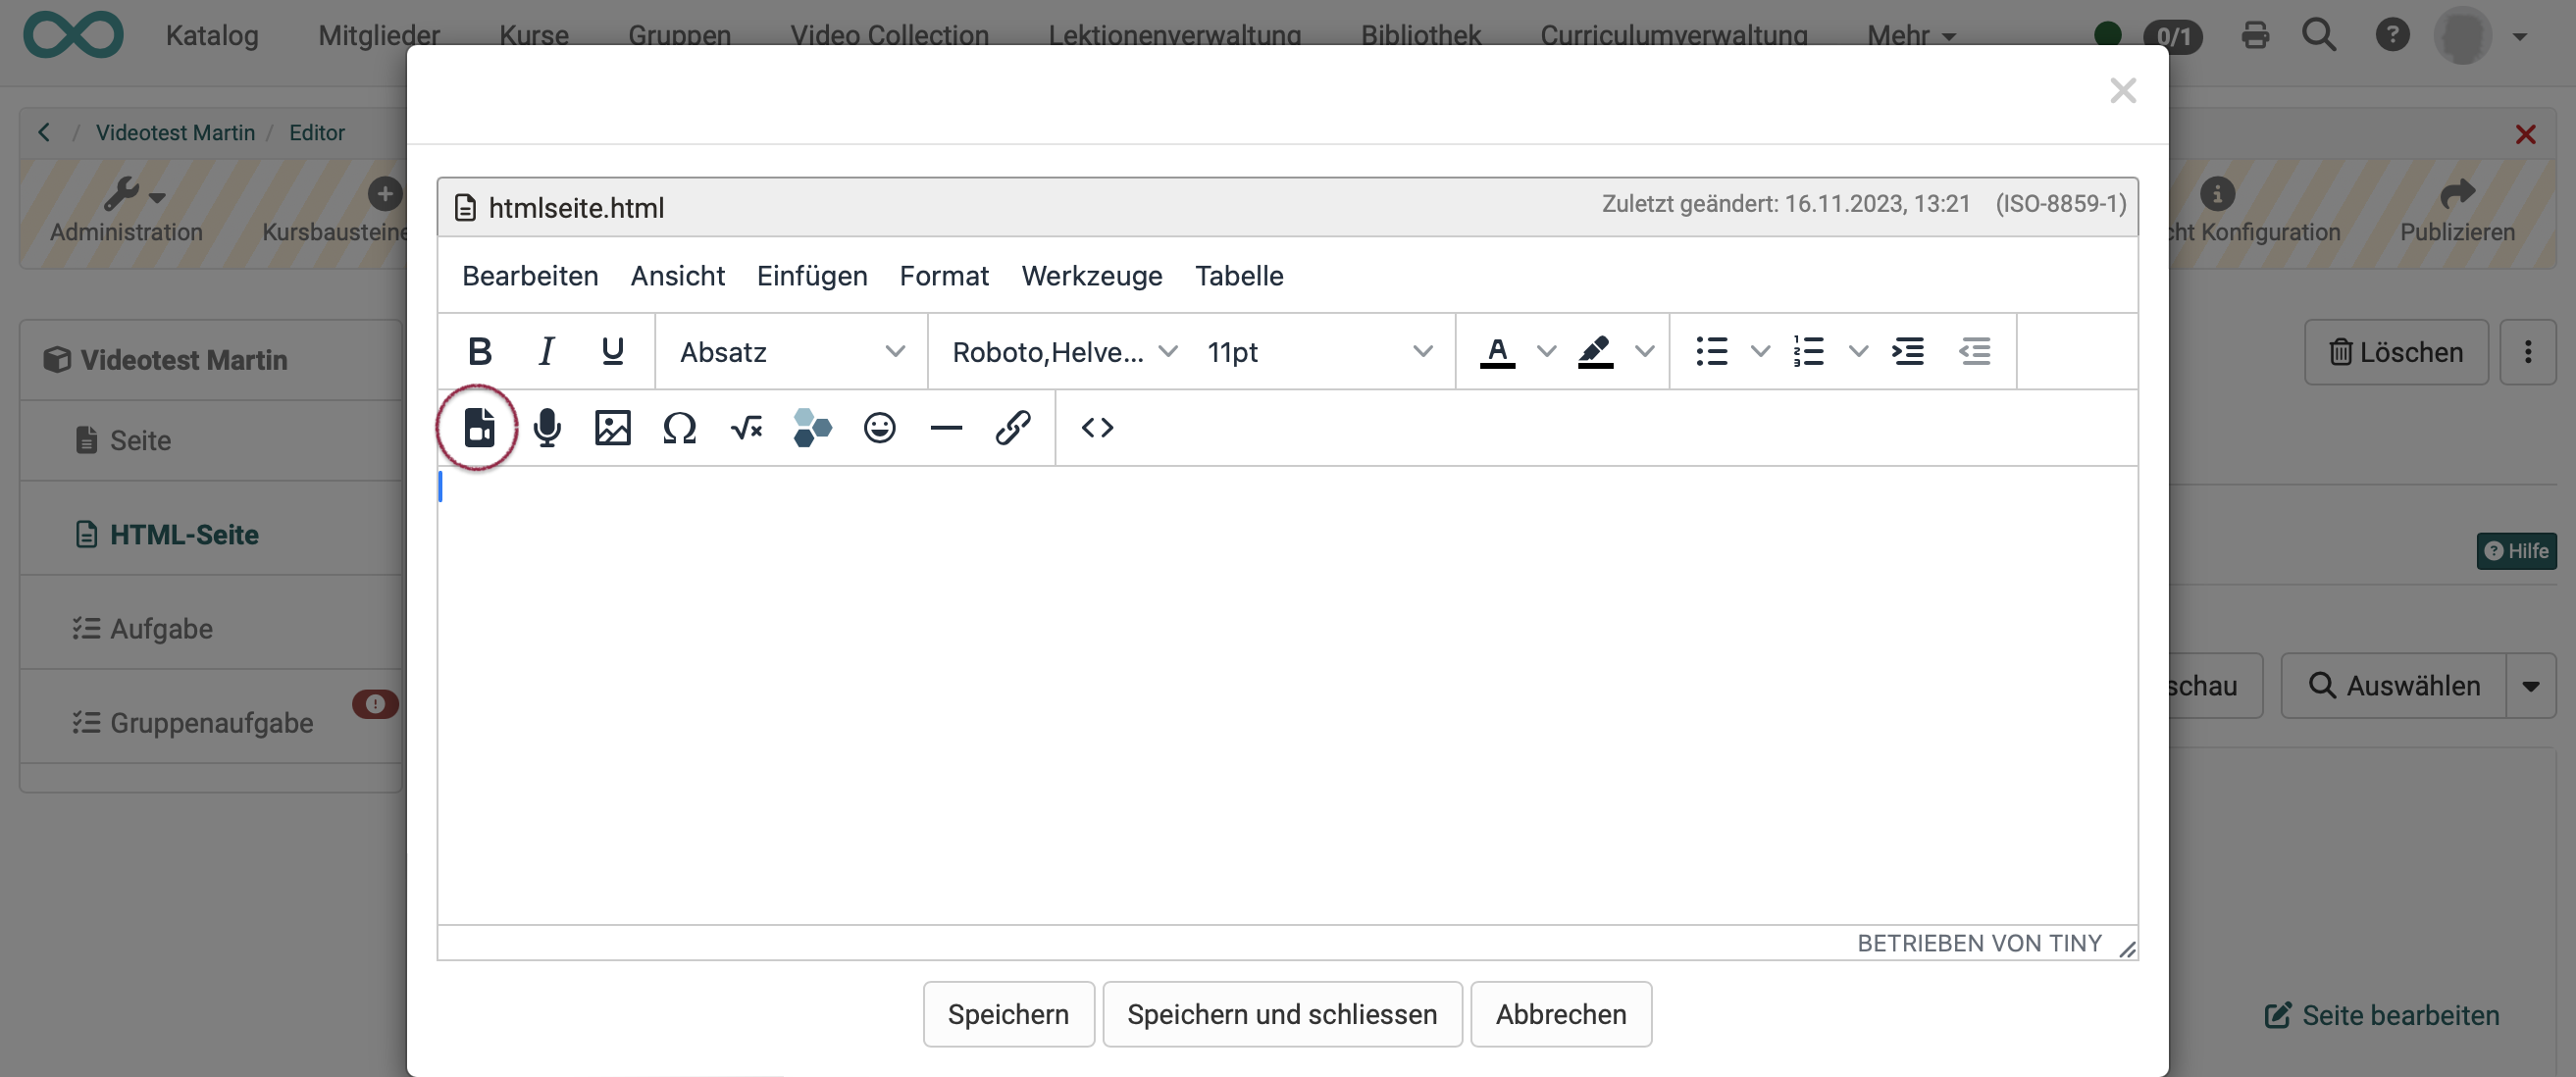 Katalog Mitglieder Kurse Gruppen Video Collection Lektionenverwaltung Bibliothek Curriculumverwaltung Mehr 0/1
/ Videotest Martin / Editor
Administration Kursbausteine cht Konfiguration Publizieren
htmlseite.html Zuletzt geändert: 16.11.2023, 13:21 (ISO-8859-1)
Bearbeiten Ansicht Einfügen Format Werkzeuge Tabelle
B I U Absatz Roboto,Helve... 11pt A
Videotest Martin
Löschen
Seite
HTML-Seite
Hilfe
Aufgabe
Gruppenaufgabe
schau Auswählen
BETRIEBEN VON TINY
Speichern Speichern und schliessen Abbrechen
Seite bearbeiten